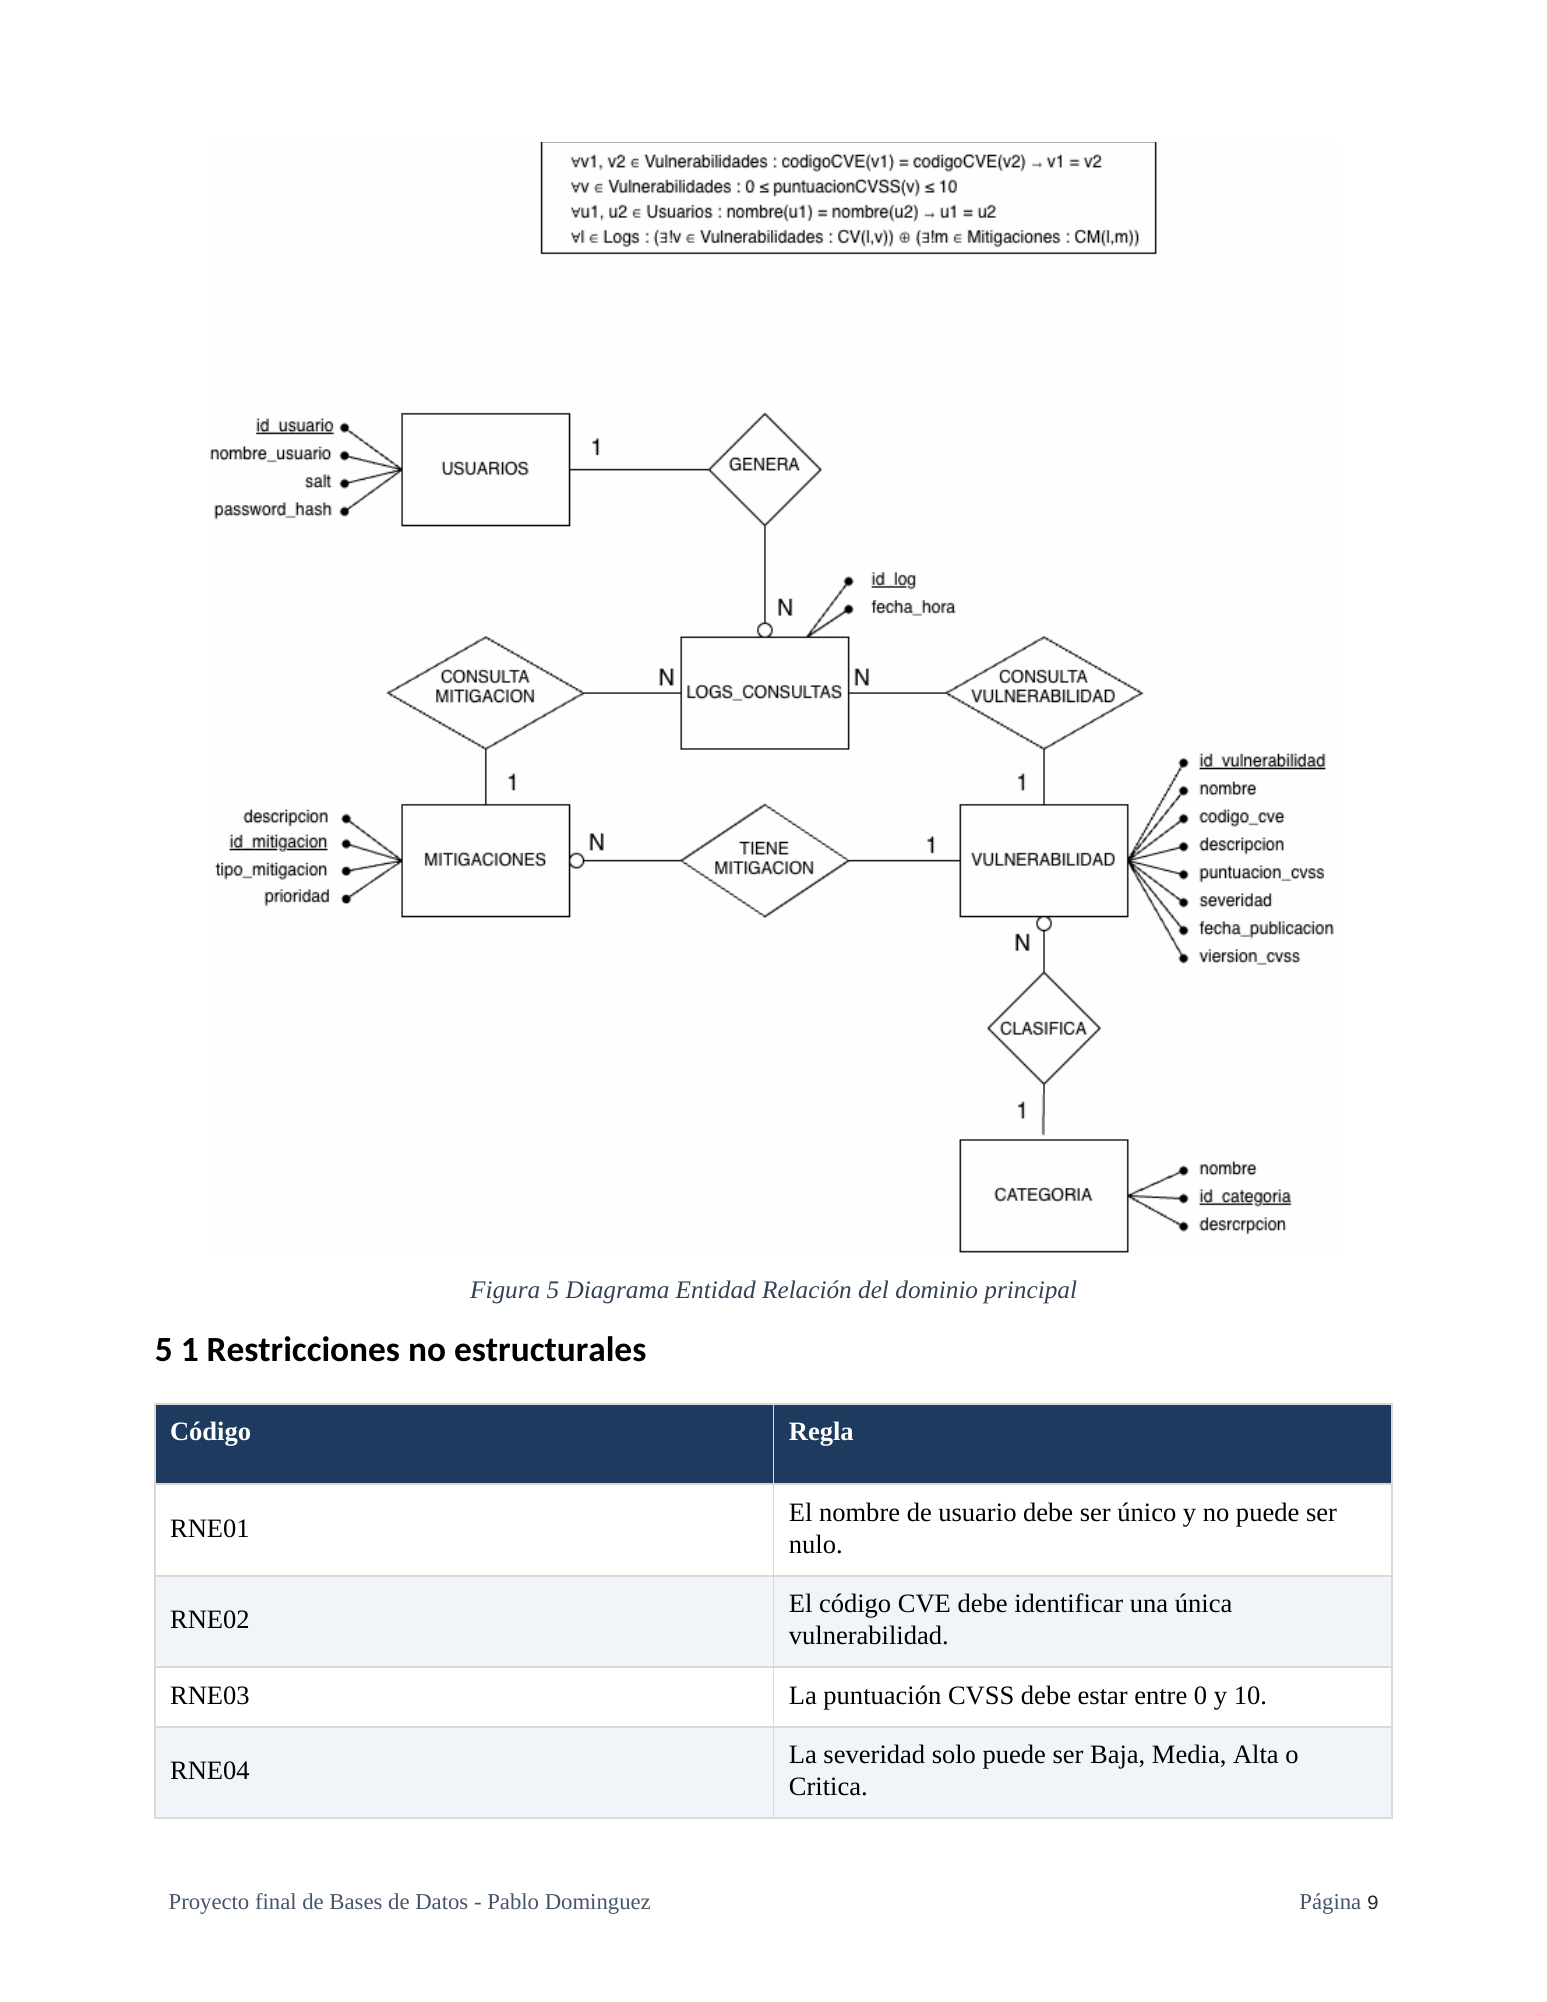 ∀v1, v2 ∈ Vulnerabilidades : codigoCVE(v1) = codigoCVE(v2) → v1 = v2
∀v ∈ Vulnerabilidades : 0 ≤ puntuacionCVSS(v) ≤ 10
∀u1, u2 ∈ Usuarios : nombre(u1) = nombre(u2) → u1 = u2
∀l ∈ Logs : (∃!v ∈ Vulnerabilidades : CV(l,v)) ⊕ (∃!m ∈ Mitigaciones : CM(l,m))
id_usuario
nombre_usuario
salt
password_hash
USUARIOS
1
GENERA
N
id_log
fecha_hora
CONSULTA
MITIGACION
N
LOGS_CONSULTAS
N
CONSULTA
VULNERABILIDAD
1
1
descripcion
id_mitigacion
tipo_mitigacion
prioridad
MITIGACIONES
N
TIENE
MITIGACION
1
VULNERABILIDAD
id_vulnerabilidad
nombre
codigo_cve
descripcion
puntuacion_cvss
severidad
fecha_publicacion
viersion_cvss
N
CLASIFICA
1
CATEGORIA
nombre
id_categoria
desrcrpcion
Figura 5 Diagrama Entidad Relación del dominio principal
5 1 Restricciones no estructurales
Código
Regla
RNE01
El nombre de usuario debe ser único y no puede ser
nulo.
RNE02
El código CVE debe identificar una única
vulnerabilidad.
RNE03
La puntuación CVSS debe estar entre 0 y 10.
RNE04
La severidad solo puede ser Baja, Media, Alta o
Critica.
Proyecto final de Bases de Datos - Pablo Dominguez
Página 9